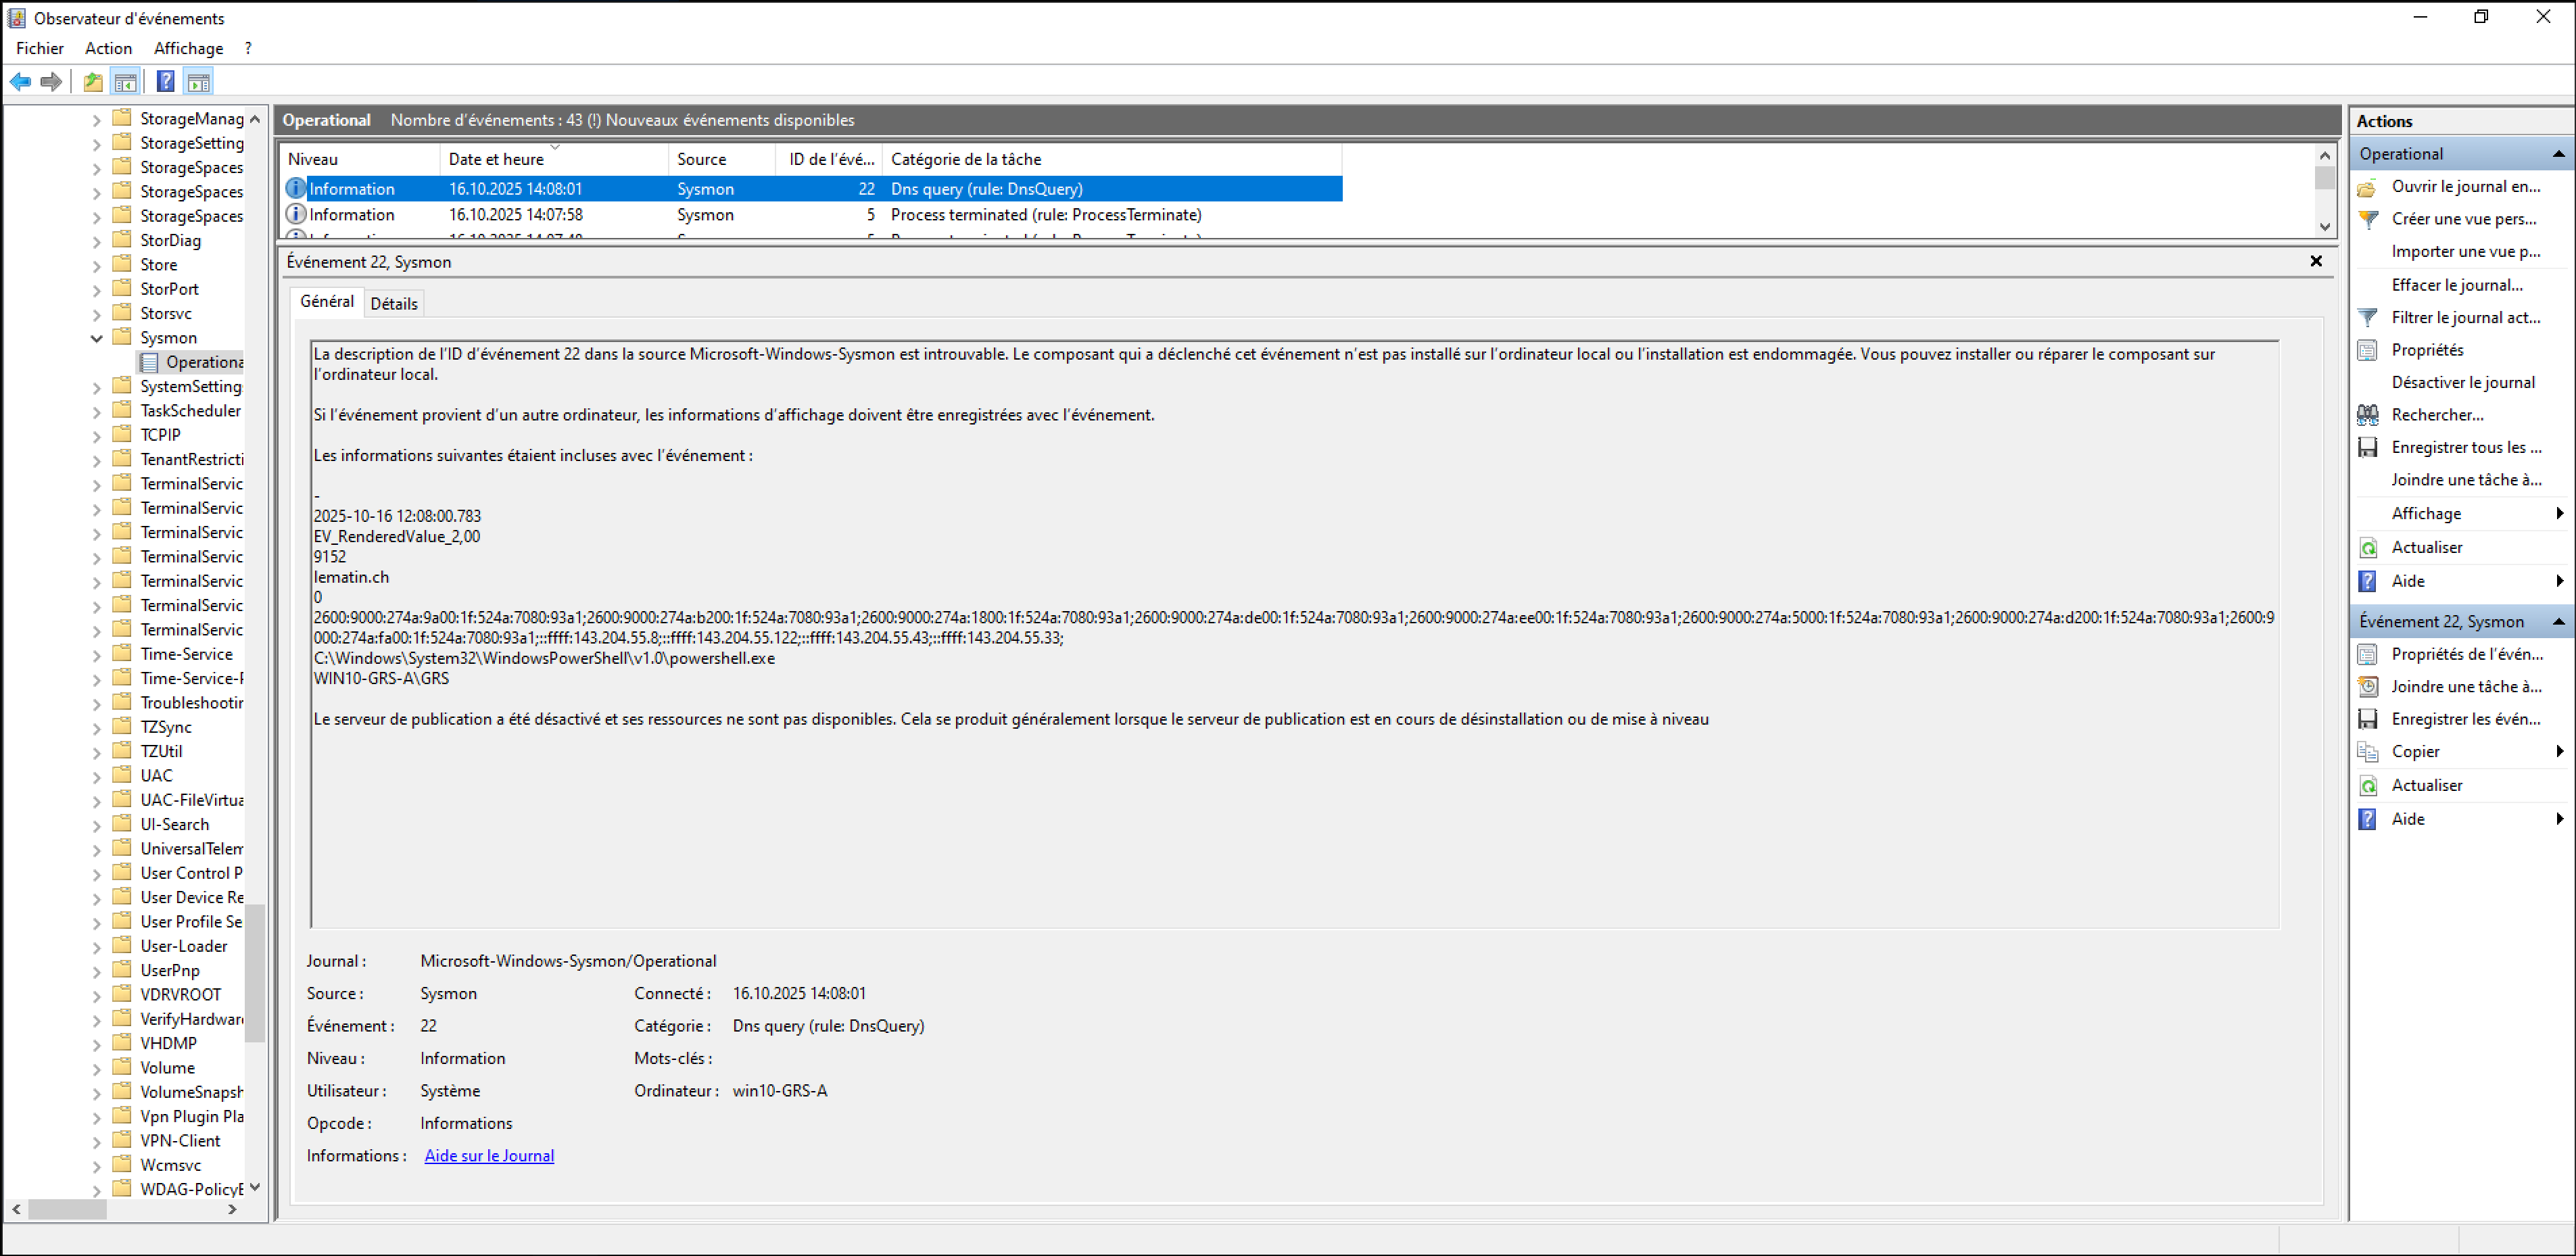 Observateur d'événements
Fichier Action Affichage ?
StorageManag
StorageSetting
StorageSpaces
StorageSpaces
StorageSpaces
StorDiag
Store
StorPort
Storsvc
Sysmon
Operationa
SystemSetting
TaskScheduler
TCPIP
TenantRestricti
TerminalServic
TerminalServic
TerminalServic
TerminalServic
TerminalServic
TerminalServic
TerminalServic
Time-Service
Time-Service-P
Troubleshootir
TZSync
TZUtil
UAC
UAC-FileVirtua
UI-Search
UniversalTelem
User Control P
User Device Re
User Profile Se
User-Loader
UserPnp
VDRVROOT
VerifyHardwar
VHDMP
Volume
VolumeSnapsh
Vpn Plugin Pla
VPN-Client
Wcmsvc
WDAG-PolicyE
Operational Nombre d'événements : 43 (!) Nouveaux événements disponibles
Niveau Date et heure Source ID de l'évé... Catégorie de la tâche
Information 16.10.2025 14:08:01 Sysmon 22 Dns query (rule: DnsQuery)
Information 16.10.2025 14:07:58 Sysmon 5 Process terminated (rule: ProcessTerminate)
Événement 22, Sysmon
Général Détails
La description de l'ID d'événement 22 dans la source Microsoft-Windows-Sysmon est introuvable. Le composant qui a déclenché cet événement n'est pas installé sur l'ordinateur local ou l'installation est endommagée. Vous pouvez installer ou réparer le composant sur
l'ordinateur local.
Si l'événement provient d'un autre ordinateur, les informations d'affichage doivent être enregistrées avec l'événement.
Les informations suivantes étaient incluses avec l'événement :
-
2025-10-16 12:08:00.783
EV_RenderedValue_2,00
9152
lematin.ch
0
2600:9000:274a:9a00:1f:524a:7080:93a1;2600:9000:274a:b200:1f:524a:7080:93a1;2600:9000:274a:1800:1f:524a:7080:93a1;2600:9000:274a:de00:1f:524a:7080:93a1;2600:9000:274a:ee00:1f:524a:7080:93a1;2600:9000:274a:5000:1f:524a:7080:93a1;2600:9000:274a:d200:1f:524a:7080:93a1;2600:9
000:274a:fa00:1f:524a:7080:93a1;::ffff:143.204.55.8;::ffff:143.204.55.122;::ffff:143.204.55.43;::ffff:143.204.55.33;
C:\Windows\System32\WindowsPowerShell\v1.0\powershell.exe
WIN10-GRS-A\GRS
Le serveur de publication a été désactivé et ses ressources ne sont pas disponibles. Cela se produit généralement lorsque le serveur de publication est en cours de désinstallation ou de mise à niveau
Journal : Microsoft-Windows-Sysmon/Operational
Source : Sysmon Connecté : 16.10.2025 14:08:01
Événement : 22 Catégorie : Dns query (rule: DnsQuery)
Niveau : Information Mots-clés :
Utilisateur : Système Ordinateur : win10-GRS-A
Opcode : Informations
Informations : Aide sur le Journal
Actions
Operational
Ouvrir le journal en...
Créer une vue pers...
Importer une vue p...
Effacer le journal...
Filtrer le journal act...
Propriétés
Désactiver le journal
Rechercher...
Enregistrer tous les ...
Joindre une tâche à...
Affichage
Actualiser
Aide
Événement 22, Sysmon
Propriétés de l'évén...
Joindre une tâche à...
Enregistrer les évén...
Copier
Actualiser
Aide